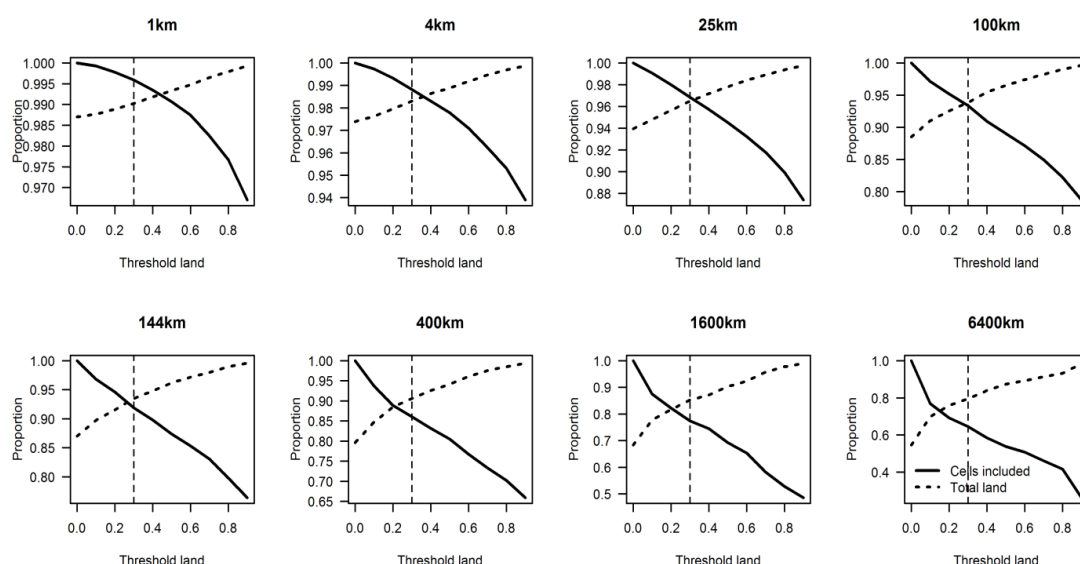 1km 4km 25km 100km
Proportion 1.000 0.995 0.990 0.985 0.980 0.975 0.970
0.0 0.2 0.4 0.6 0.8
Threshold land
Proportion 1.00 0.99 0.98 0.97 0.96 0.95 0.94
0.0 0.2 0.4 0.6 0.8
Threshold land
Proportion 1.00 0.98 0.96 0.94 0.92 0.90 0.88
0.0 0.2 0.4 0.6 0.8
Threshold land
Proportion 1.00 0.95 0.90 0.85 0.80
0.0 0.2 0.4 0.6 0.8
Threshold land
144km 400km 1600km 6400km
Proportion 1.00 0.95 0.90 0.85 0.80
0.0 0.2 0.4 0.6 0.8
Threshold land
Proportion 1.00 0.95 0.90 0.85 0.80 0.75 0.70 0.65
0.0 0.2 0.4 0.6 0.8
Threshold land
Proportion 1.0 0.9 0.8 0.7 0.6 0.5
0.0 0.2 0.4 0.6 0.8
Threshold land
Proportion 1.0 0.8 0.6 0.4
Cells included
Total land
0.0 0.2 0.4 0.6 0.8
Threshold land